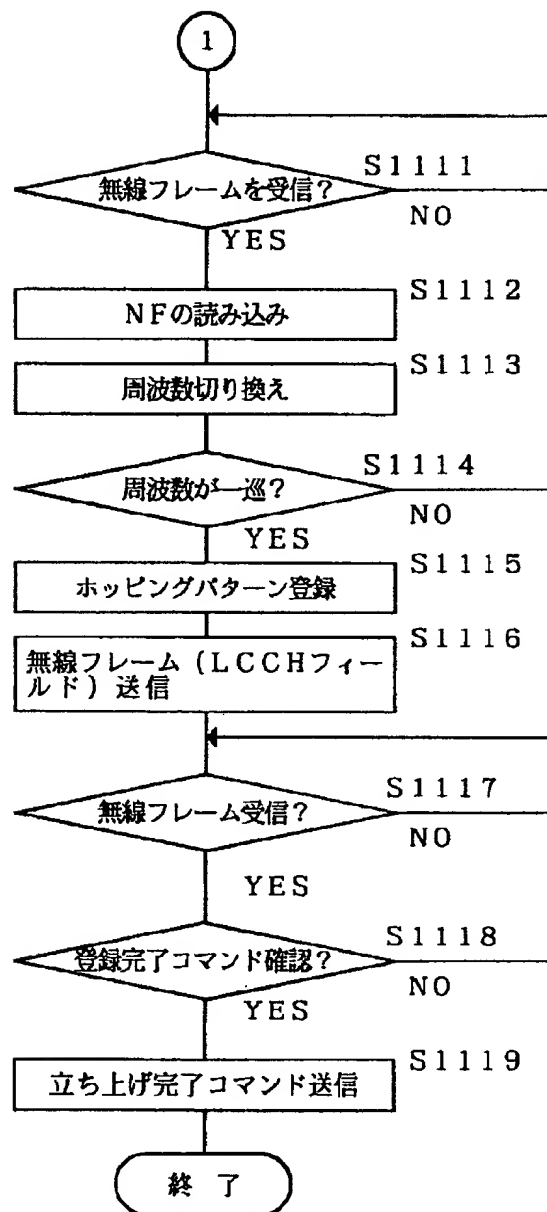 1
S1111
無線フレームを受信?
NO
YES
S1112
NFの読み込み
S1113
周波数切り換え
S1114
周波数が一巡?
NO
YES
S1115
ホッピングパターン登録
S1116
無線フレーム(LCCHフィー
ルド)送信
S1117
無線フレーム受信?
NO
YES
S1118
登録完了コマンド確認?
NO
YES
S1119
立ち上げ完了コマンド送信
終 了